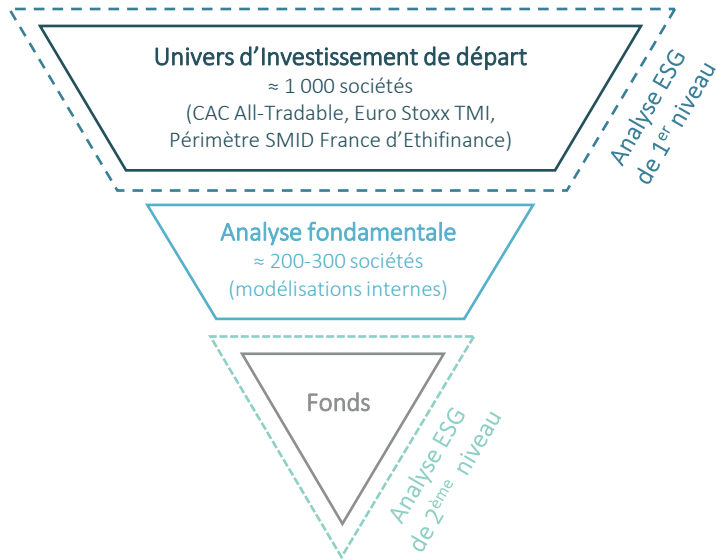 Univers d'Investissement de départ
≈ 1 000 sociétés
(CAC All-Tradable, Euro Stoxx TMI,
Périmètre SMID France d'Ethifinance)
Analyse ESG
de 1er niveau
Analyse fondamentale
≈ 200-300 sociétés
(modélisations internes)
Fonds
Analyse ESG
de 2ème niveau